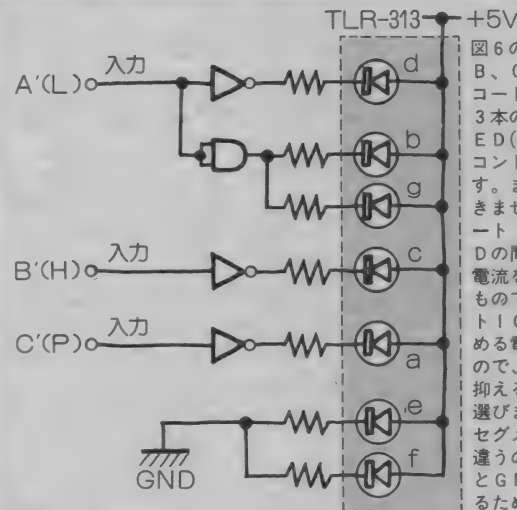 TLR-313
+5V
A'(L)
入力
d
b
g
B'(H)
入力
c
C'(P)
入力
a
e
f
GND
図6の
B、C
コート
3本の
ED(
コント
す。ま
きませ
ート
Dの間
電流を
もので
トIC
める電
ので、
抑える
選びま
セグメ
違うの
とGN
るため